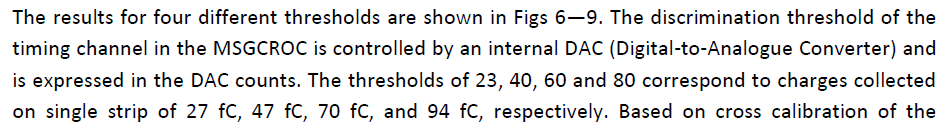 The results for four different thresholds are shown in Figs 6—9. The discrimination threshold of the
timing channel in the MSGCROC is controlled by an internal DAC (Digital-to-Analogue Converter) and
is expressed in the DAC counts. The thresholds of 23, 40, 60 and 80 correspond to charges collected
on single strip of 27 fC, 47 fC, 70 fC, and 94 fC, respectively. Based on cross calibration of the